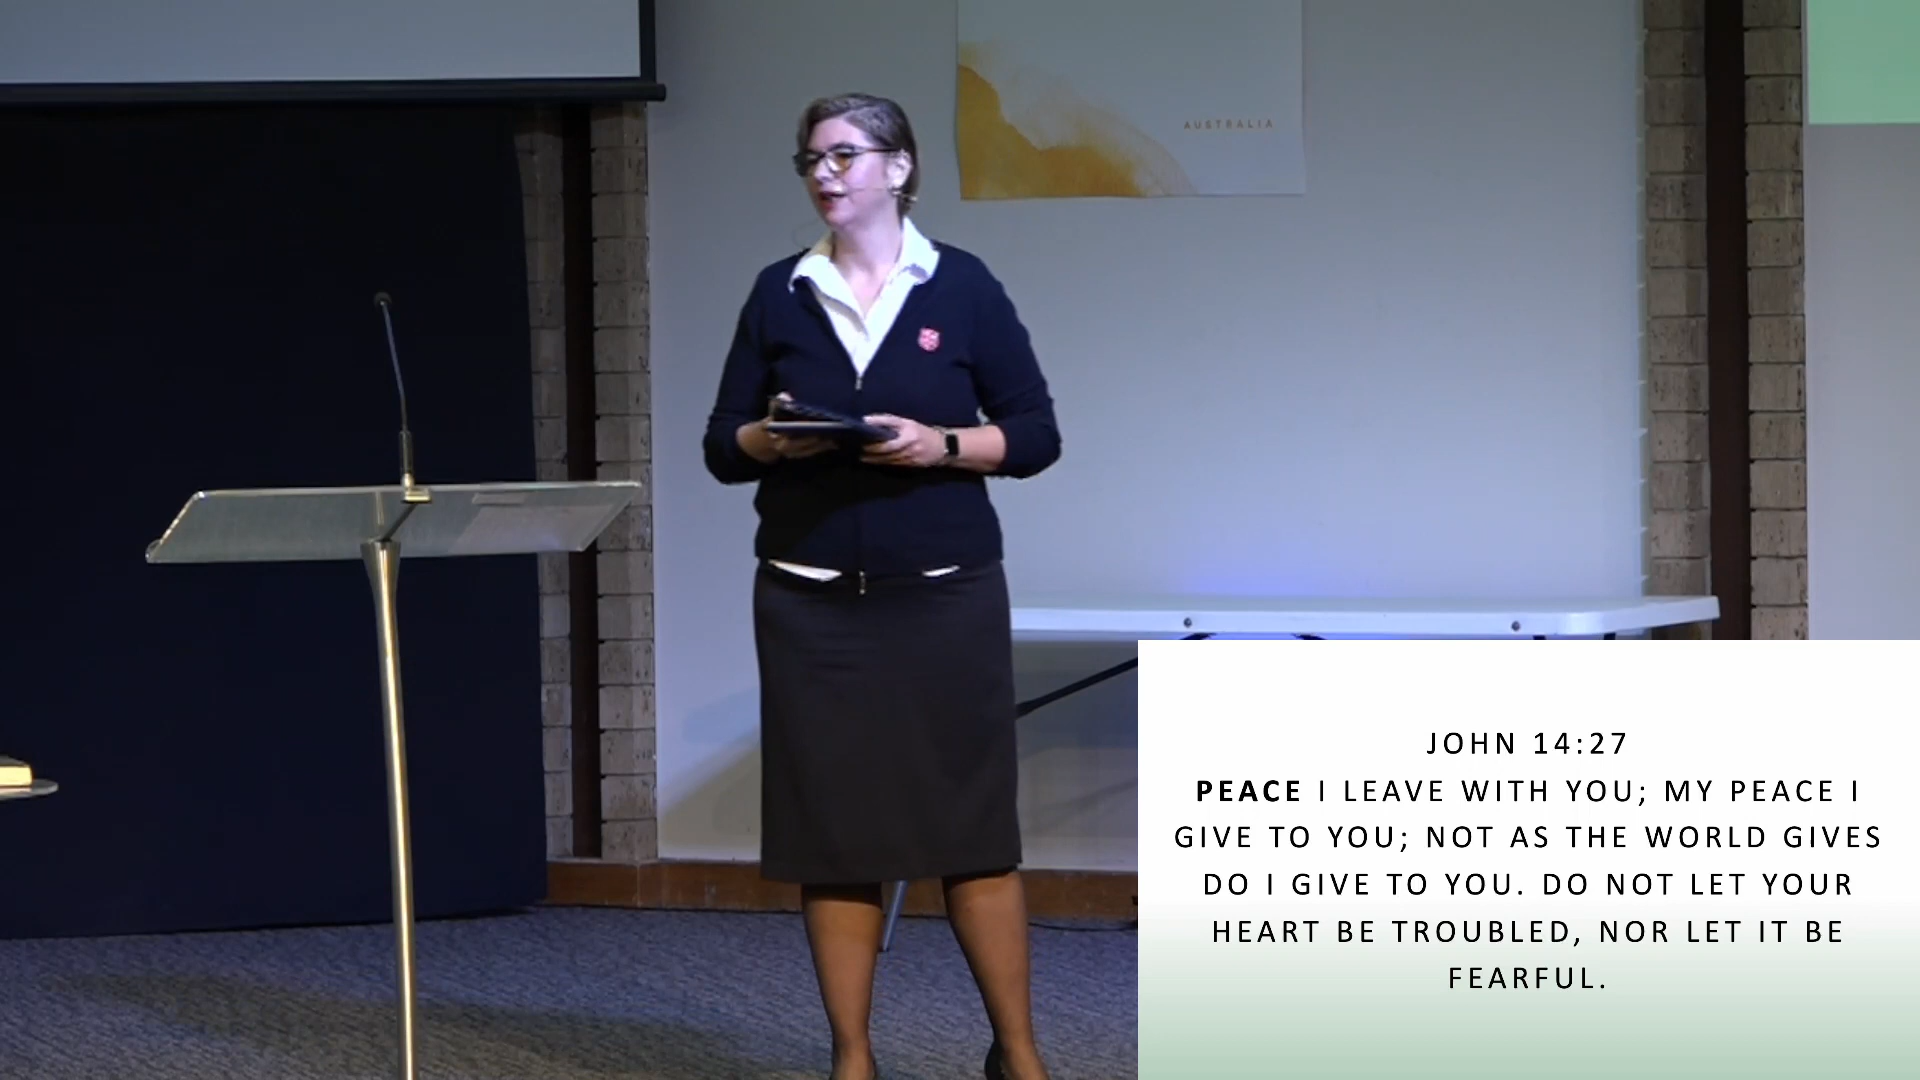 AUSTRALIA
JOHN 14:27
PEACE I LEAVE WITH YOU; MY PEACE I
GIVE TO YOU; NOT AS THE WORLD GIVES
DO I GIVE TO YOU. DO NOT LET YOUR
HEART BE TROUBLED, NOR LET IT BE
FEARFUL.